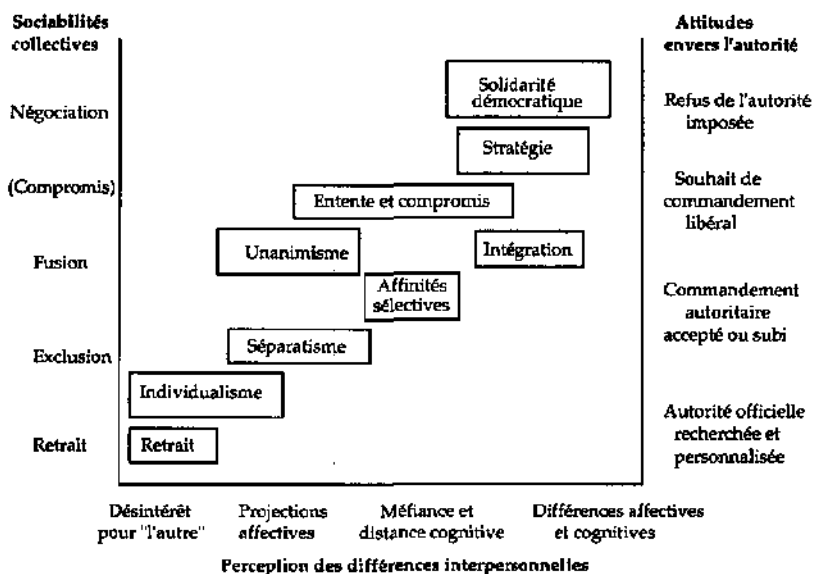 Sociabilités
collectives
Attitudes
envers l'autorité
Solidarité
démocratique
Négociation
Refus de l'autorité
imposée
Stratégie
(Compromis)
Souhait de
commandement
libéral
Entente et compromis
Fusion
Unanimisme
Intégration
Affinités
sélectives
Commandement
autoritaire
accepté ou subi
Exclusion
Séparatisme
Individualisme
Retrait
Retrait
Autorité officielle
recherchée et
personnalisée
Désintérêt
pour "l'autre"
Projections
affectives
Méfiance et
distance cognitive
Différences affectives
et cognitives
Perception des différences interpersonnelles